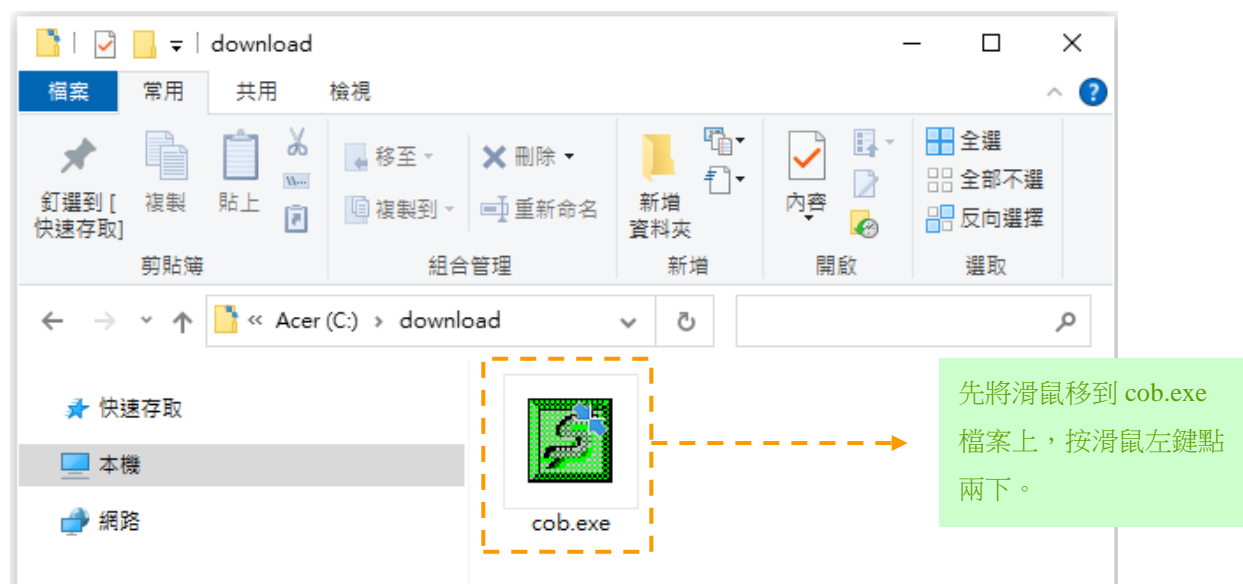 download
檔案 常用 共用 檢視
釘選到 [
快速存取]
複製
貼上
移至
複製到
刪除
重新命名
新增
資料夾
內容
全選
全部不選
反向選擇
剪貼簿 組合管理 新增 開啟 選取
« Acer (C:) › download
快速存取
本機
網路
cob.exe
先將滑鼠移到 cob.exe
檔案上，按滑鼠左鍵點
兩下。